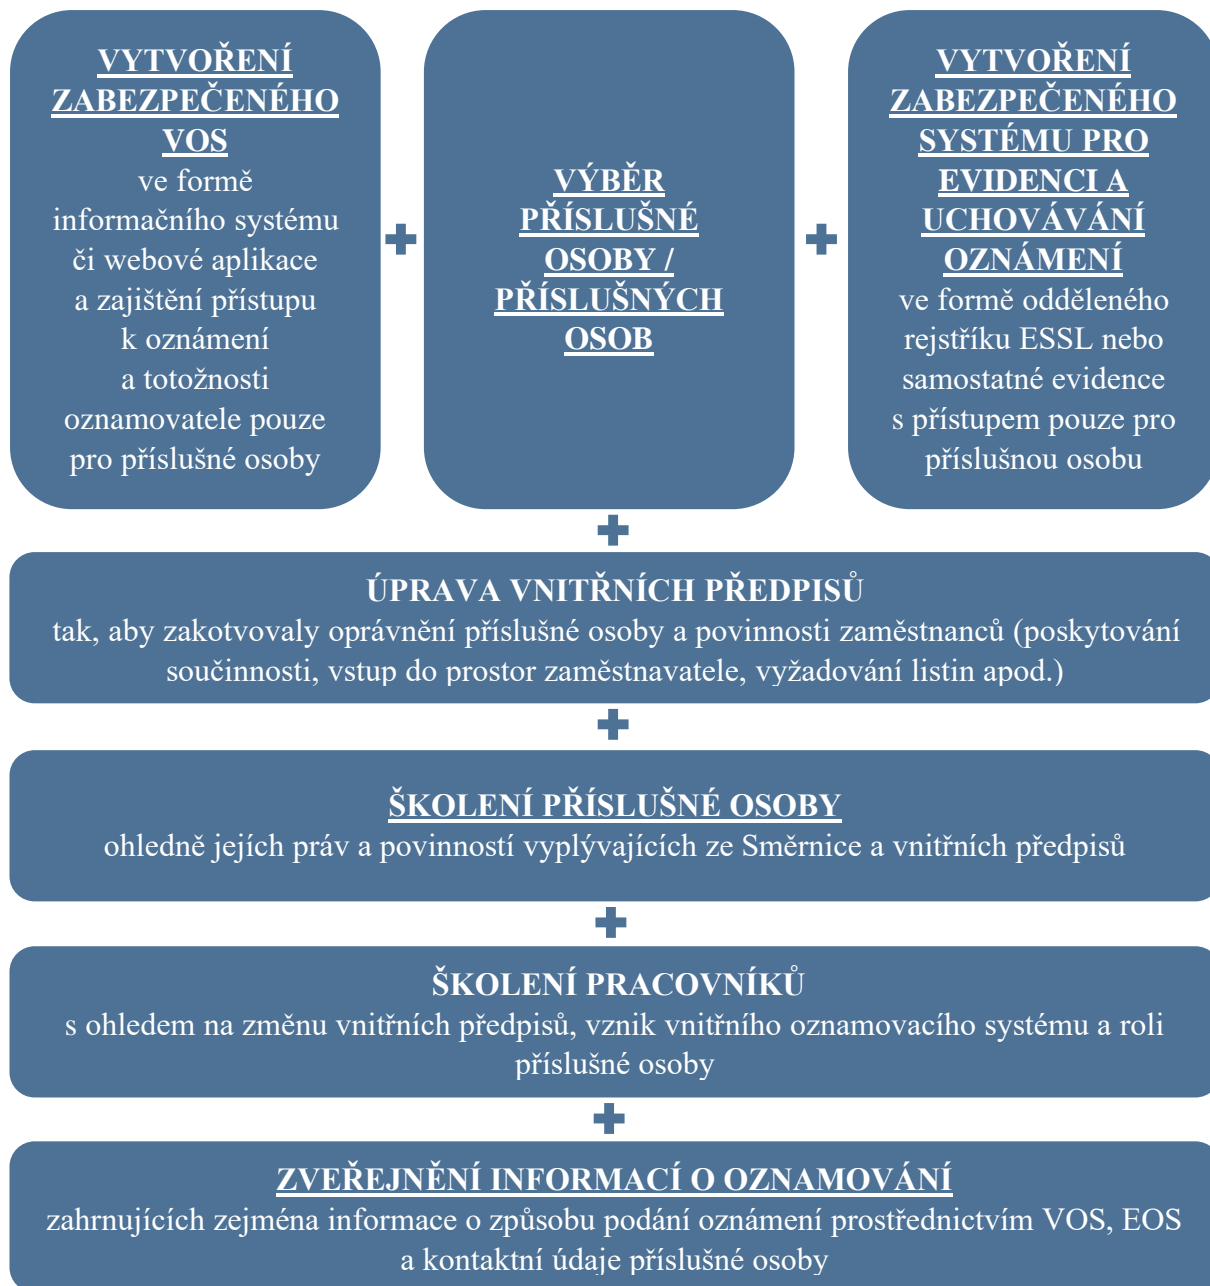 VYTVOŘENÍ
ZABEZPEČENÉHO
VOS
ve formě
informačního systému
či webové aplikace
a zajištění přístupu
k oznámení
a totožnosti
oznamovatele pouze
pro příslušné osoby
VÝBĚR
PŘÍSLUŠNÉ
OSOBY /
PŘÍSLUŠNÝCH
OSOB
VYTVOŘENÍ
ZABEZPEČENÉHO
SYSTÉMU PRO
EVIDENCI A
UCHOVÁVÁNÍ
OZNÁMENÍ
ve formě odděleného
rejstříku ESSL nebo
samostatné evidence
s přístupem pouze pro
příslušnou osobu
ÚPRAVA VNITŘNÍCH PŘEDPISŮ
tak, aby zakotvovaly oprávnění příslušné osoby a povinnosti zaměstnanců (poskytování
součinnosti, vstup do prostor zaměstnavatele, vyžadování listin apod.)
ŠKOLENÍ PŘÍSLUŠNÉ OSOBY
ohledně jejích práv a povinností vyplývajících ze Směrnice a vnitřních předpisů
ŠKOLENÍ PRACOVNÍKŮ
s ohledem na změnu vnitřních předpisů, vznik vnitřního oznamovacího systému a roli
příslušné osoby
ZVEŘEJNĚNÍ INFORMACÍ O OZNAMOVÁNÍ
zahrnujících zejména informace o způsobu podání oznámení prostřednictvím VOS, EOS
a kontaktní údaje příslušné osoby